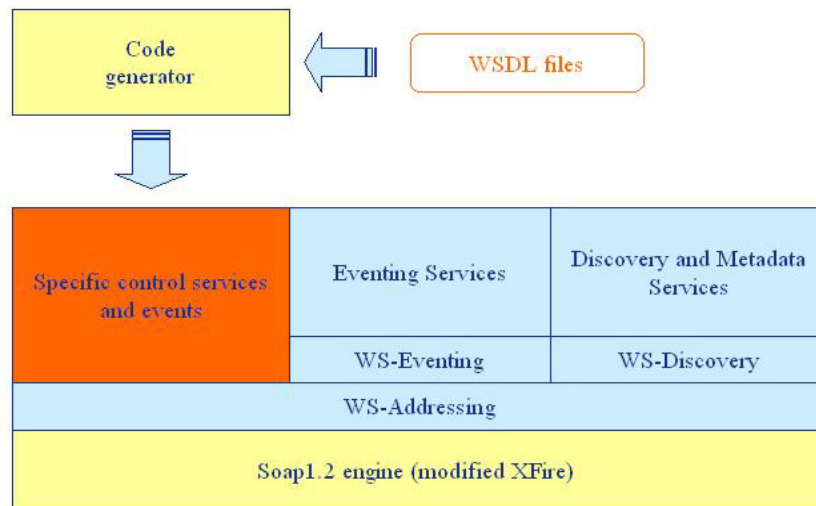 Code
generator
WSDL files
Specific control services
and events
Eventing Services
Discovery and Metadata
Services
WS-Eventing
WS-Discovery
WS-Addressing
Soap1.2 engine (modified XFire)